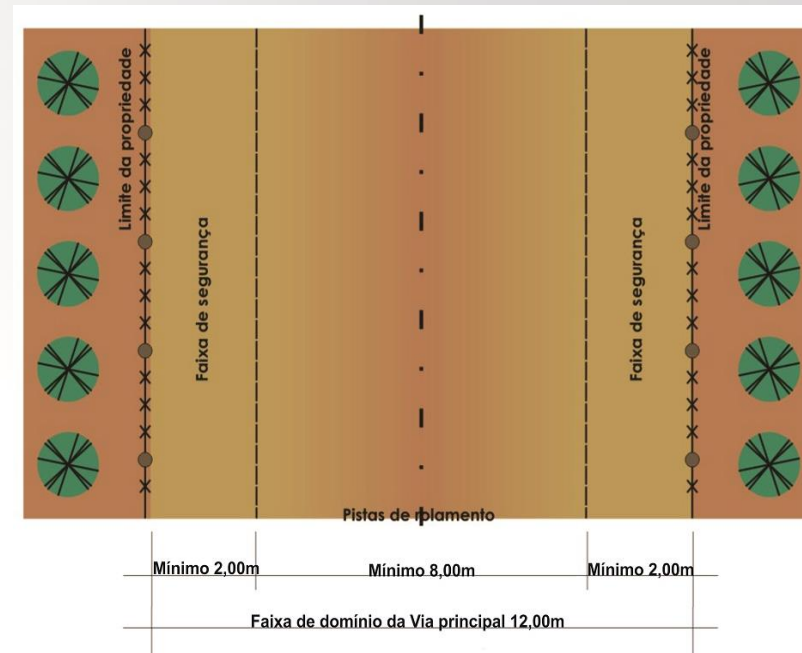 Limite da propriedade
Faixa de segurança
Faixa de segurança
Limite da propriedade
Pistas de rolamento
Mínimo 2,00m
Mínimo 8,00m
Mínimo 2,00m
Faixa de domínio da Via principal 12,00m